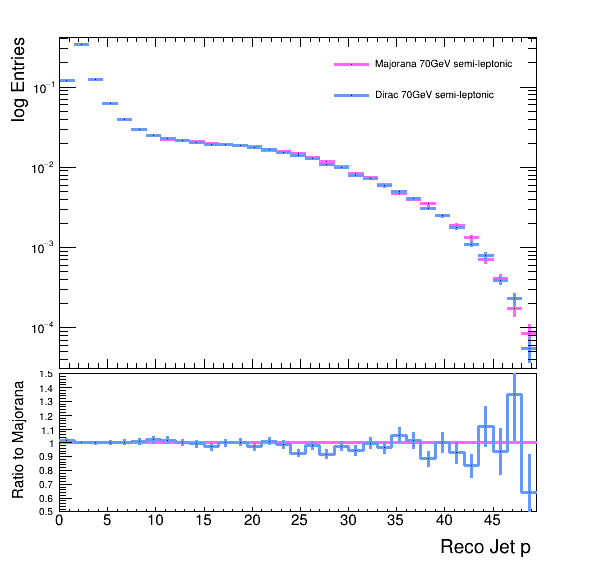 log Entries
Majorana 70GeV semi-leptonic
Dirac 70GeV semi-leptonic
10⁻¹
10⁻²
10⁻³
10⁻⁴
Ratio to Majorana
1.5
1.4
1.3
1.2
1.1
1
0.9
0.8
0.7
0.6
0.5
0 5 10 15 20 25 30 35 40 45
Reco Jet p